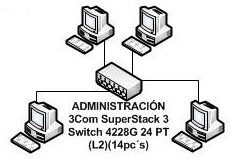 ADMINISTRACIÓN
3Com SuperStack 3
Switch 4228G 24 PT
(L2)(14pc´s)